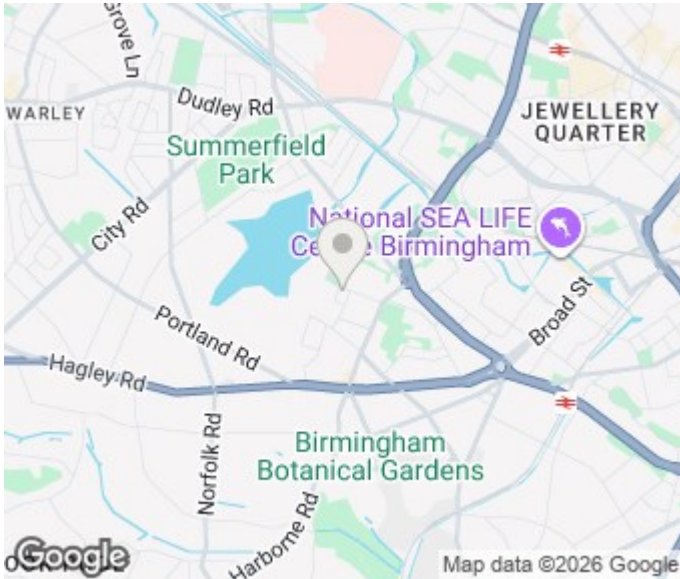 Grove Ln
WARLEY
Dudley Rd
JEWELLERY
QUARTER
Summerfield
Park
City Rd
National SEA LIFE
Centre Birmingham
Broad St
Portland Rd
Hagley Rd
Norfolk Rd
Birmingham
Botanical Gardens
Harborne Rd
Google
Map data ©2026 Google